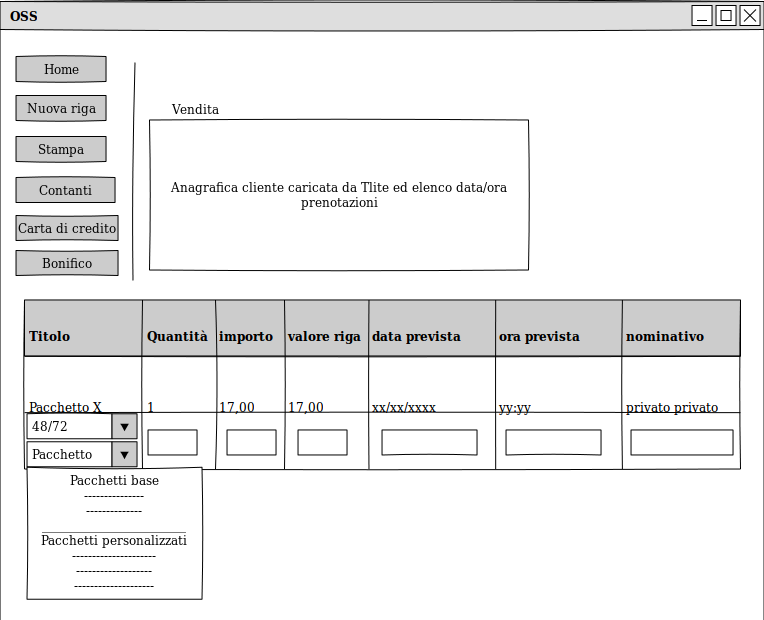 OSS
Home
Nuova riga
Stampa
Contanti
Carta di credito
Bonifico
Vendita
Anagrafica cliente caricata da Tlite ed elenco data/ora
prenotazioni
Titolo Quantità importo valore riga data prevista ora prevista nominativo
Pacchetto X 1 17,00 17,00 xx/xx/xxxx yy:yy privato privato
48/72
Pacchetto
Pacchetti base
---------------
--------------
Pacchetti personalizzati
---------------------
-------------------
--------------------